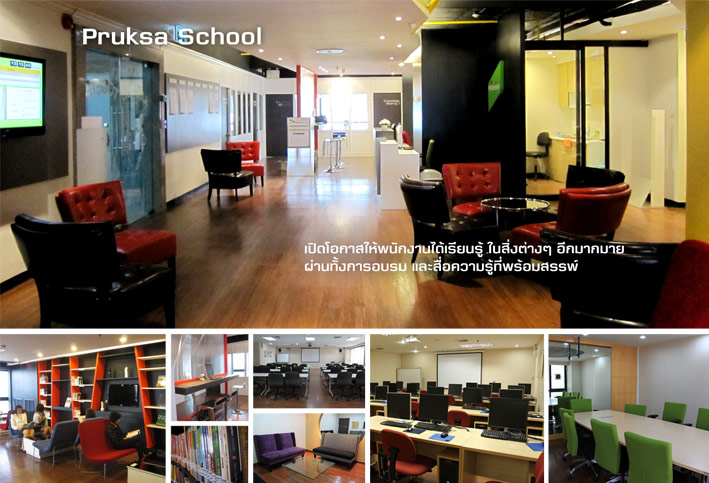 Pruksa School
เปิดโอกาสให้พนักงานได้เรียนรู้ ในสิ่งต่างๆ อีกมากมาย
ผ่านทั้งการอบรม และสื่อความรู้ที่พร้อมสรรพ์